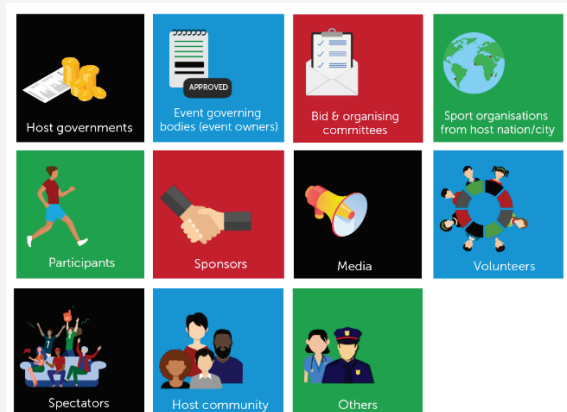 Host governments
APPROVED
Event governing
bodies (event owners)
Bid & organising
committees
Sport organisations
from host nation/city
Participants
Sponsors
Media
Volunteers
Spectators
Host community
Others